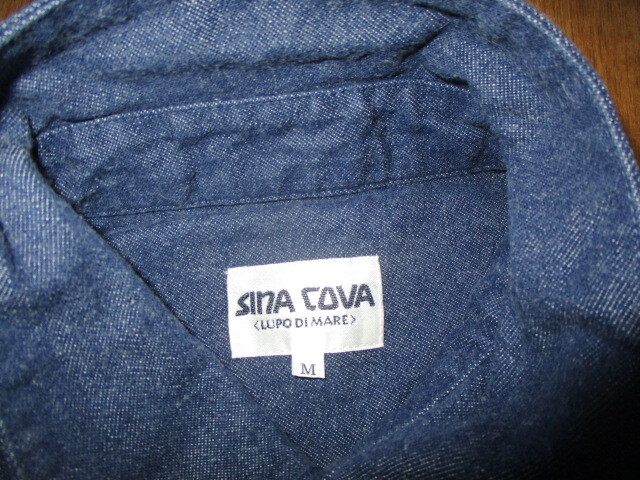 SINA COVA
<LUPO DI MARE>
M